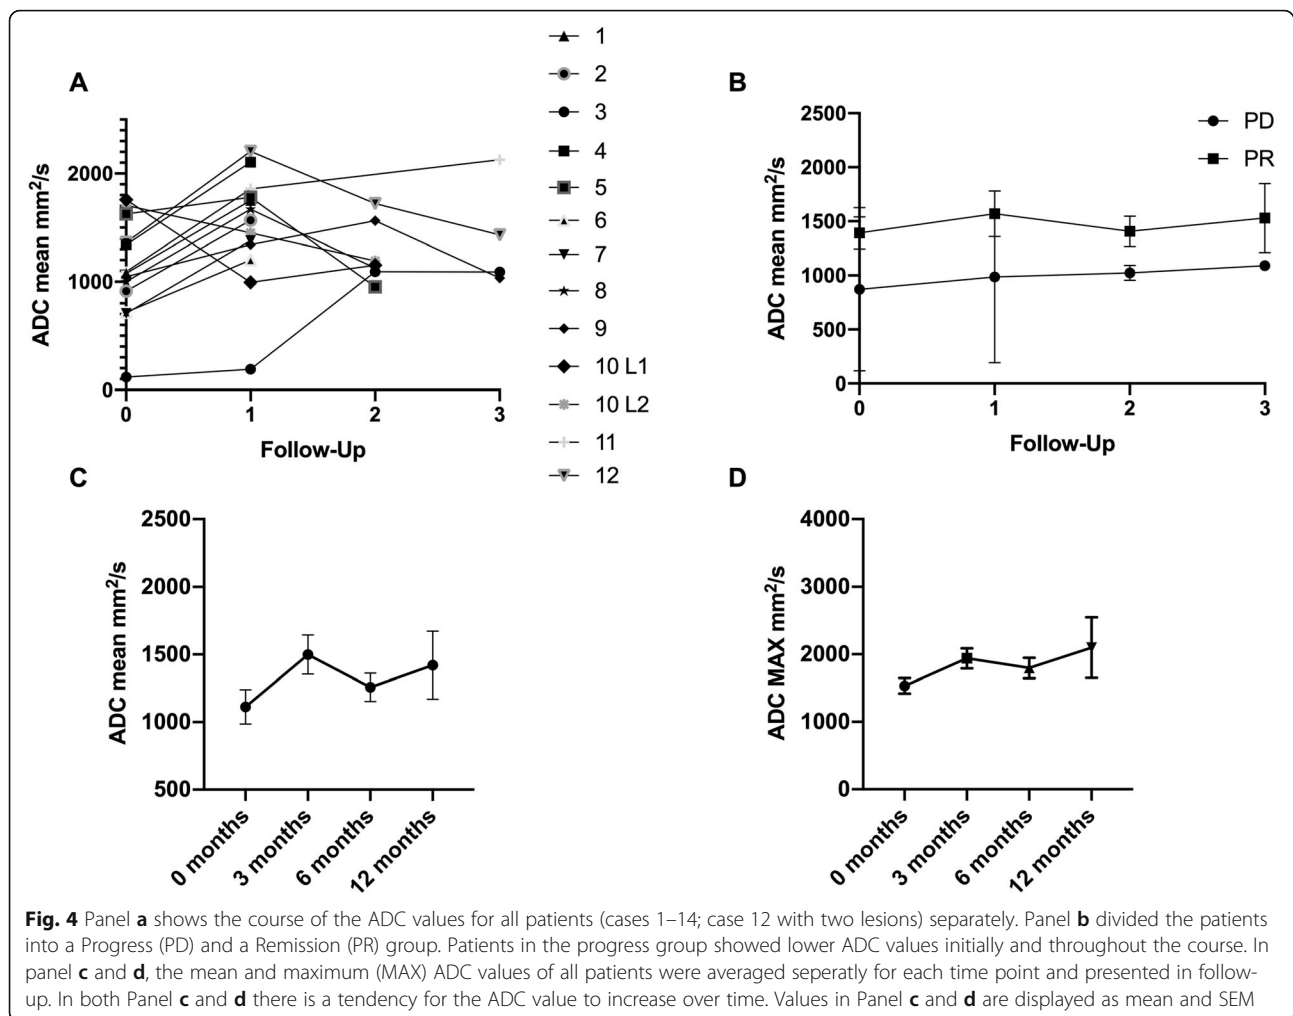 A
ADC mean mm²/s
2000
1000
0
0 1 2 3
Follow-Up
1
2
3
4
5
6
7
8
9
10 L1
10 L2
11
12
B
ADC mean mm²/s
2500
2000
1500
1000
500
0
0 1 2 3
Follow-Up
PD
PR
C
ADC mean mm²/s
2500
2000
1500
1000
500
0 months
3 months
6 months
12 months
D
ADC MAX mm²/s
4000
3000
2000
1000
0
0 months
3 months
6 months
12 months
Fig. 4 Panel a shows the course of the ADC values for all patients (cases 1–14; case 12 with two lesions) separately. Panel b divided the patients
into a Progress (PD) and a Remission (PR) group. Patients in the progress group showed lower ADC values initially and throughout the course. In
panel c and d, the mean and maximum (MAX) ADC values of all patients were averaged seperatly for each time point and presented in follow-
up. In both Panel c and d there is a tendency for the ADC value to increase over time. Values in Panel c and d are displayed as mean and SEM